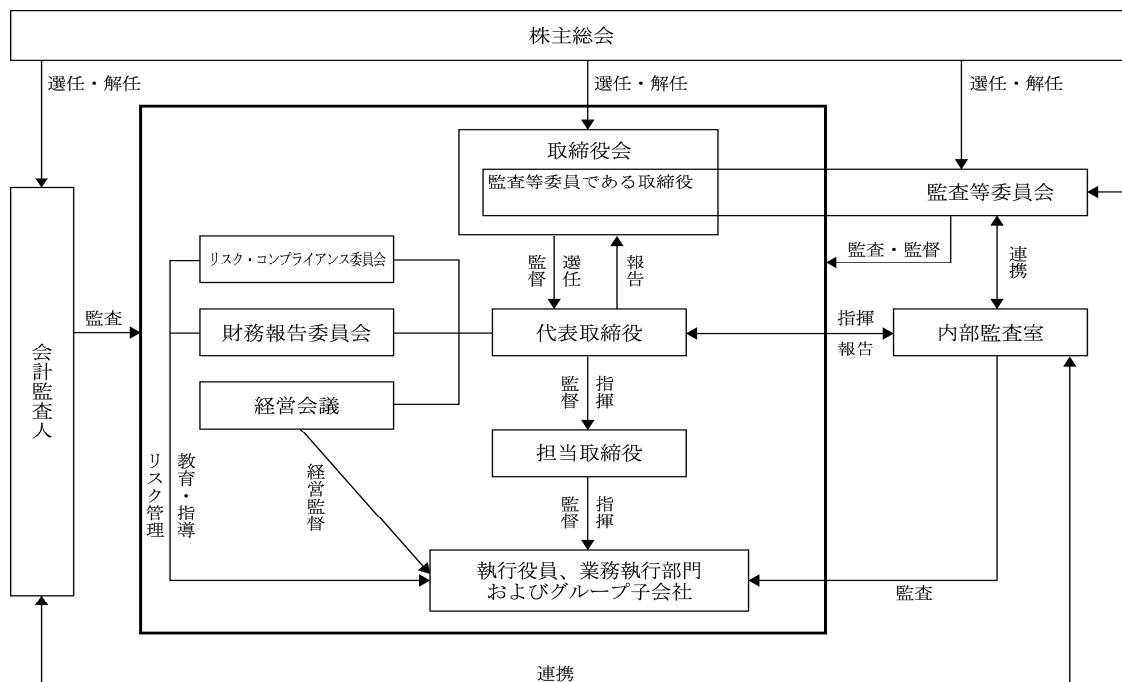 株主総会
選任・解任
選任・解任
選任・解任
取締役会
監査等委員である取締役
監査等委員会
監査・監督
連携
リスク・コンプライアンス委員会
監督
選任
報告
監査
財務報告委員会
代表取締役
指揮
報告
内部監査室
会計監査人
経営会議
監督
指揮
担当取締役
リスク管理
教育・指導
経営監督
監督
指揮
執行役員、業務執行部門
およびグループ子会社
監査
連携